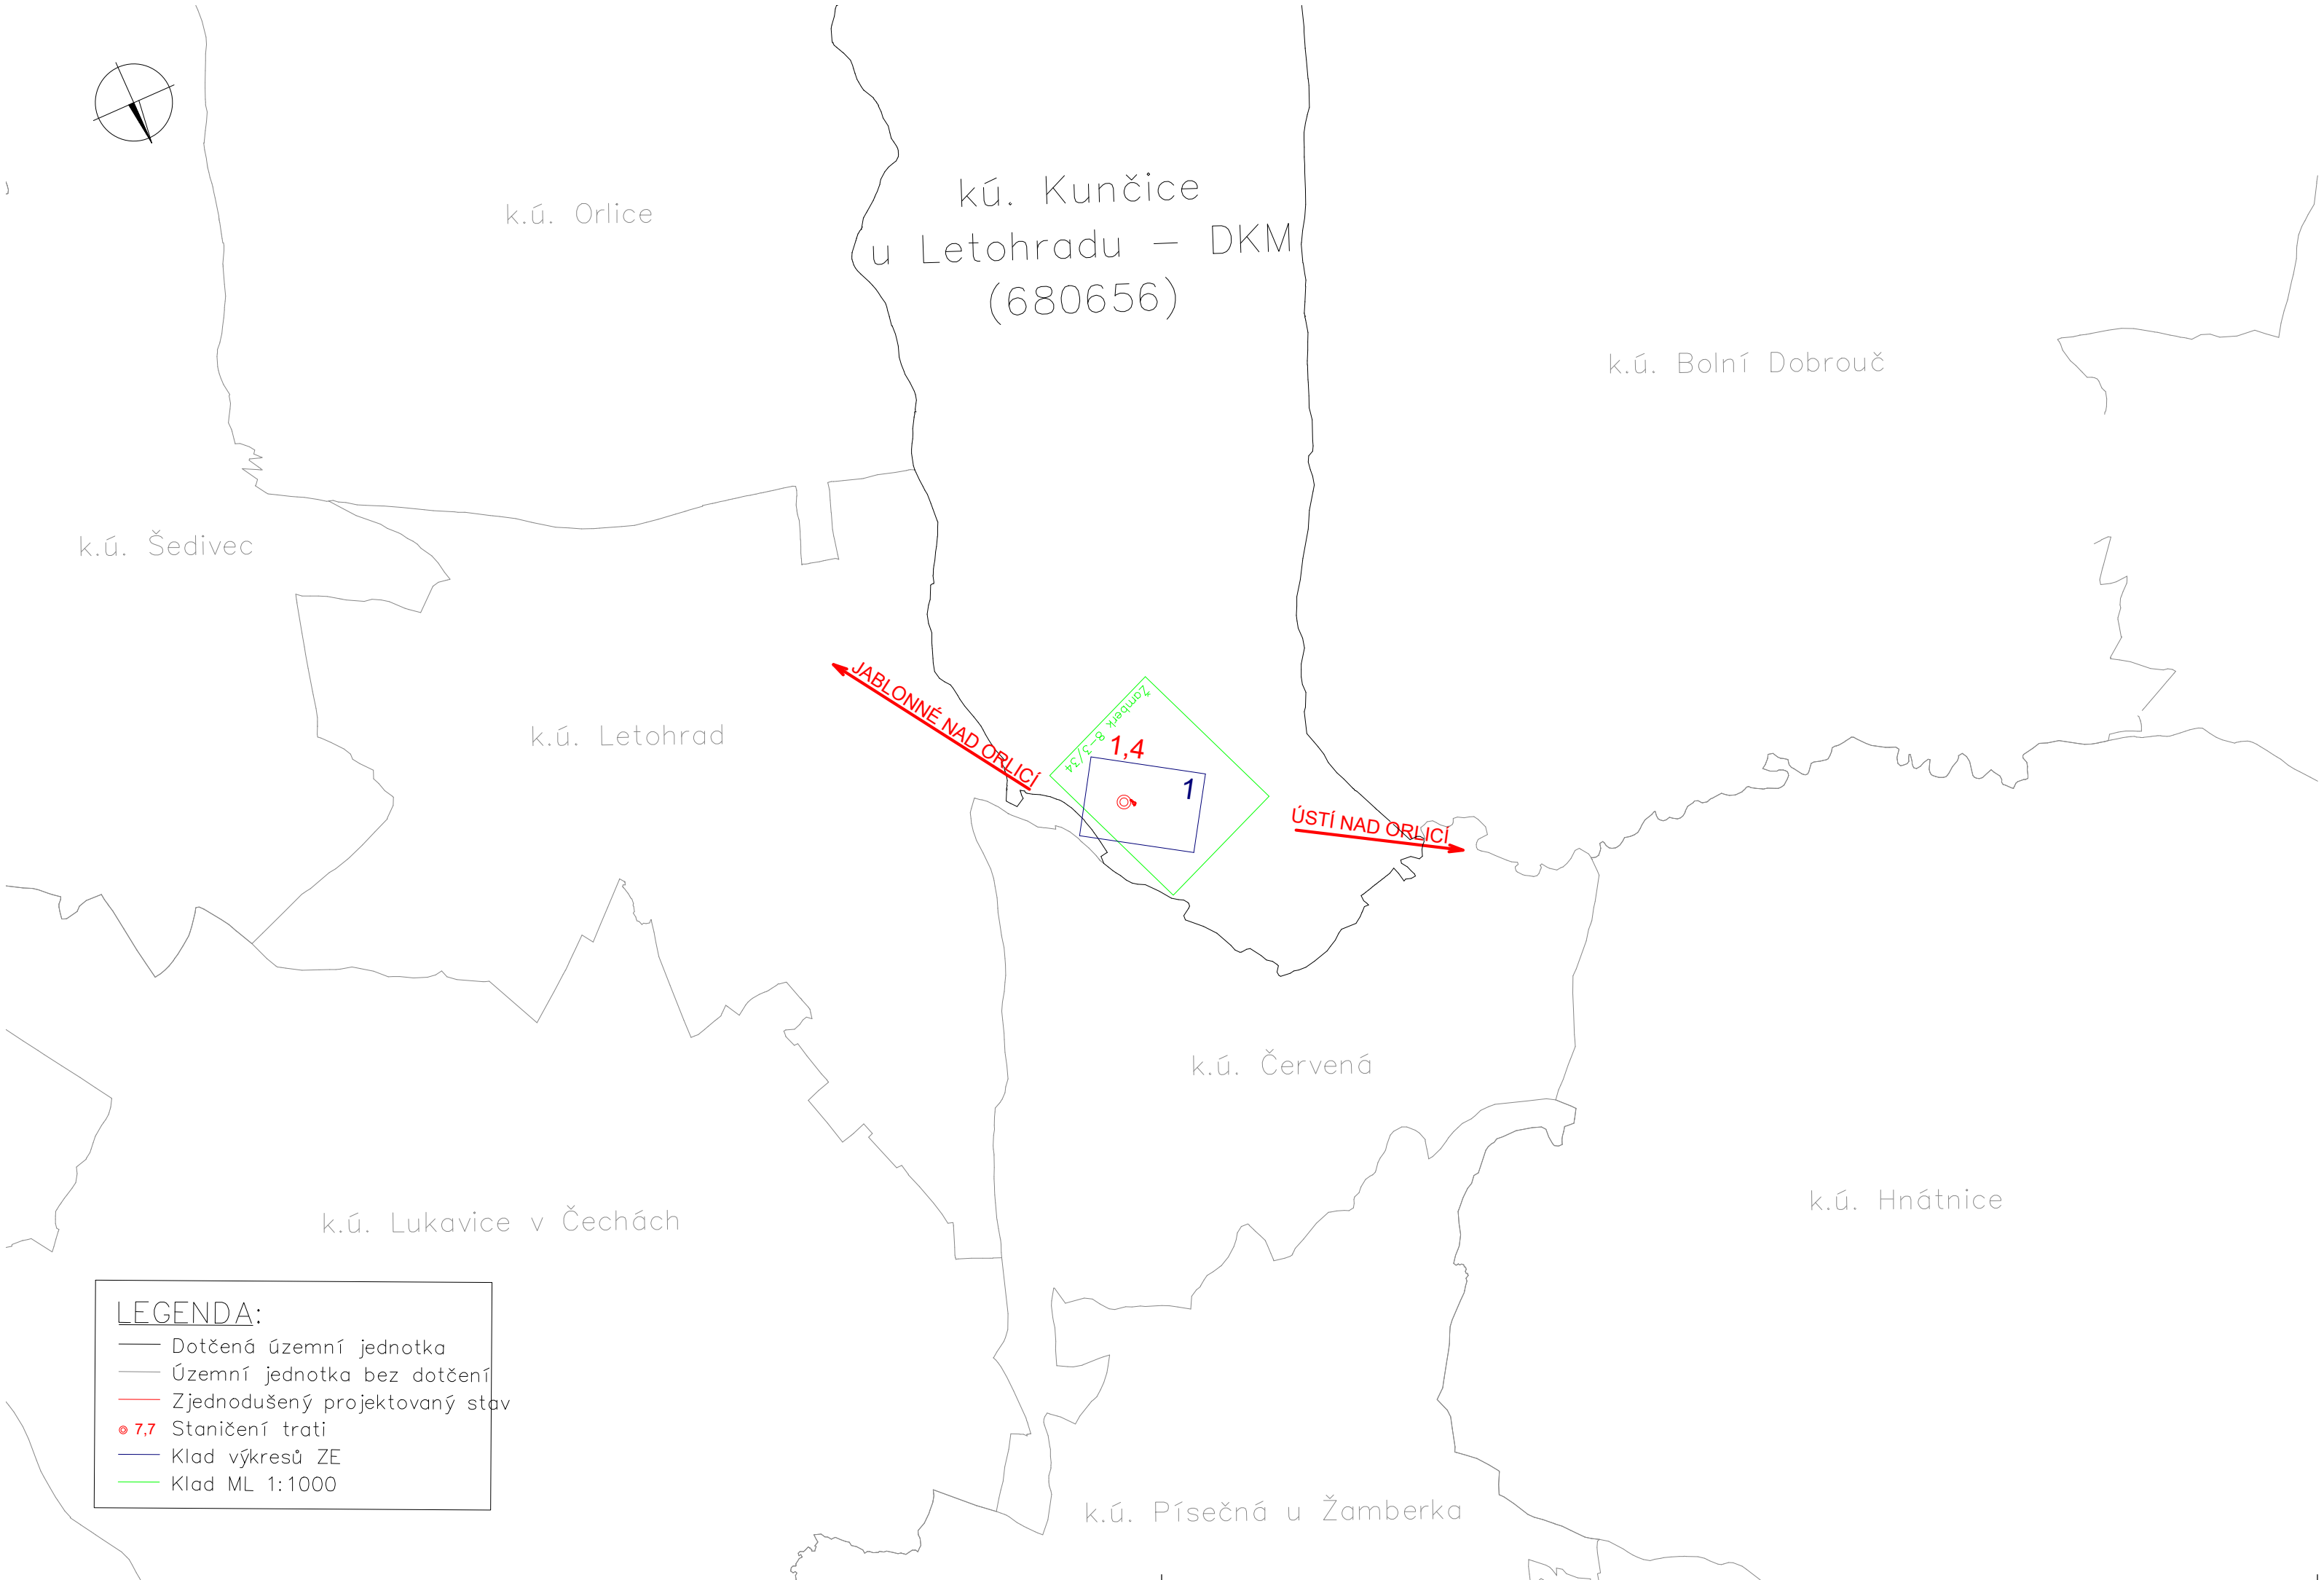 k.ú. Orlice
kú. Kunčice
u Letohradu – DKM
(680656)
k.ú. Bolní Dobrouč
k.ú. Šedivec
k.ú. Letohrad
JABLONNÉ NAD ORLICÍ
Žamberk 8-3/34
1,4
1
ÚSTÍ NAD ORLICÍ
k.ú. Červená
k.ú. Hnátnice
k.ú. Lukavice v Čechách
k.ú. Písečná u Žamberka
LEGENDA:
Dotčená územní jednotka
Územní jednotka bez dotčení
Zjednodušený projektovaný stav
7,7 Staničení trati
Klad výkresů ZE
Klad ML 1:1000